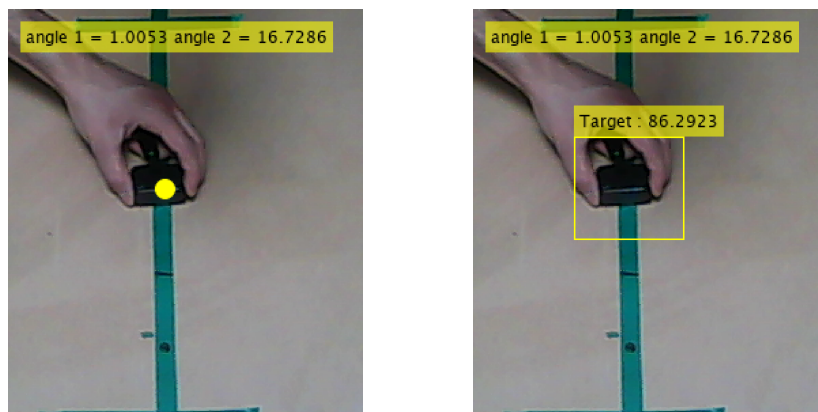 angle 1 = 1.0053 angle 2 = 16.7286
angle 1 = 1.0053 angle 2 = 16.7286
Target : 86.2923